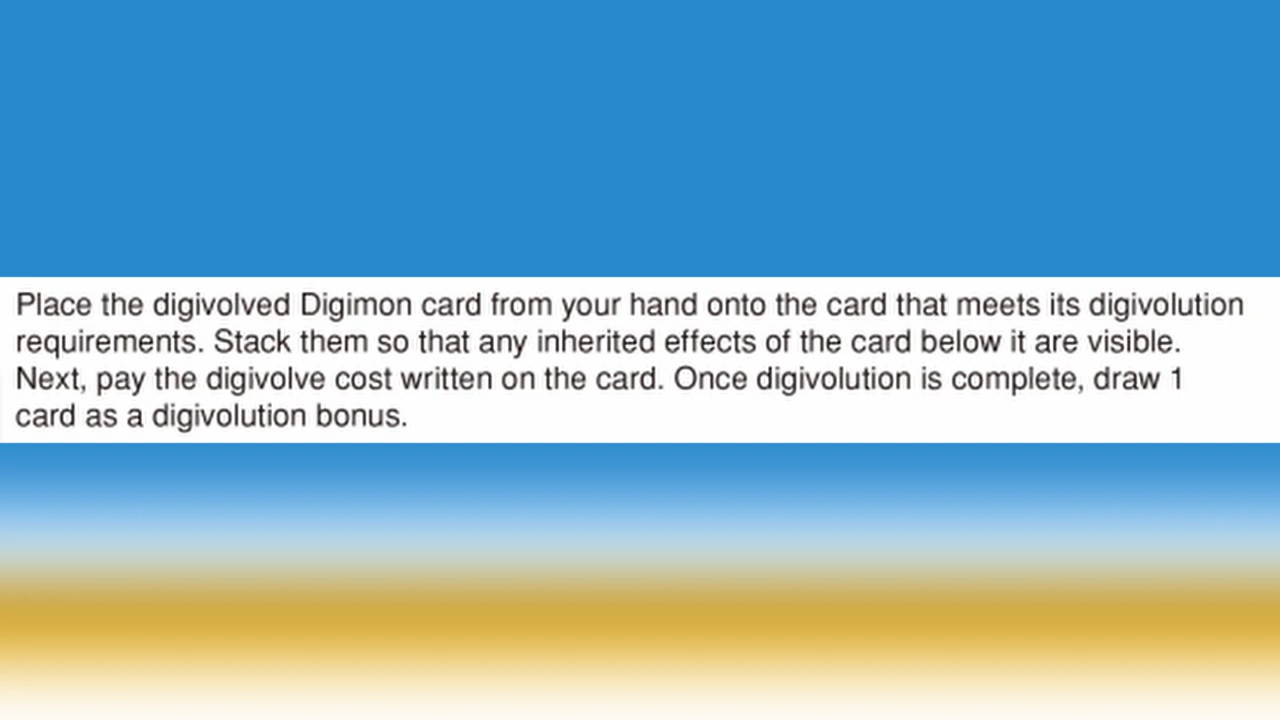 Place the digivolved Digimon card from your hand onto the card that meets its digivolution
requirements. Stack them so that any inherited effects of the card below it are visible.
Next, pay the digivolve cost written on the card. Once digivolution is complete, draw 1
card as a digivolution bonus.